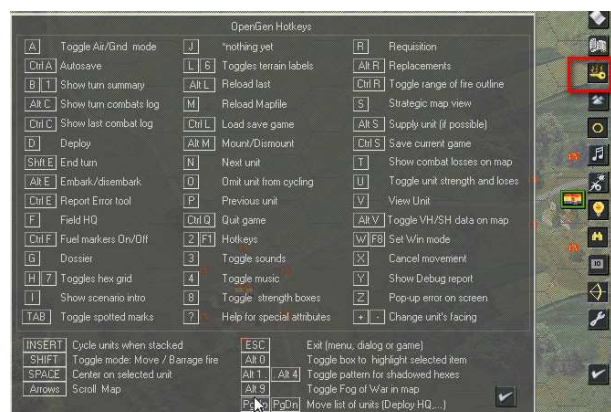 OpenGen Hotkeys
A Toggle Air/Gnd mode J *nothing yet R Requisition
Ctrl A Autosave L 6 Toggles terrain labels Alt R Replacements
B 1 Show turn summary Alt L Reload last Ctrl R Toggle range of fire outline
Alt C Show turn combats log M Reload Mapfile S Strategic map view
Ctrl C Show last combat log Ctrl L Load save game Alt S Supply unit (if possible)
D Deploy Alt M Mount/Dismount Ctrl S Save current game
Shft E End turn N Next unit T Show combat losses on map
Alt E Embark/disembark O Omit unit from cycling U Toggle unit strength and loses
Ctrl E Report Error tool P Previous unit V View Unit
F Field HQ Ctrl Q Quit game Alt V Toggle VH/SH data on map
Ctrl F Fuel markers On/Off 2 F1 Hotkeys W F8 Set Win mode
G Dossier 3 Toggle sounds X Cancel movement
H 7 Toggles hex grid 4 Toggle music Y Show Debug report
I Show scenario intro 8 Toggle strength boxes Z Pop-up error on screen
TAB Toggle spotted marks ? Help for special attributes + - Change unit's facing
INSERT Cycle units when stacked ESC Exit (menu, dialog or game)
SHIFT Toggle mode: Move / Barrage fire Alt 0 Toggle box to highlight selected item
SPACE Center on selected unit Alt 1.. Alt 4 Toggle pattern for shadowed hexes
Arrows Scroll Map Alt 9 Toggle Fog of War in map
PgDn Move list of units (Deploy HQ,...)
10